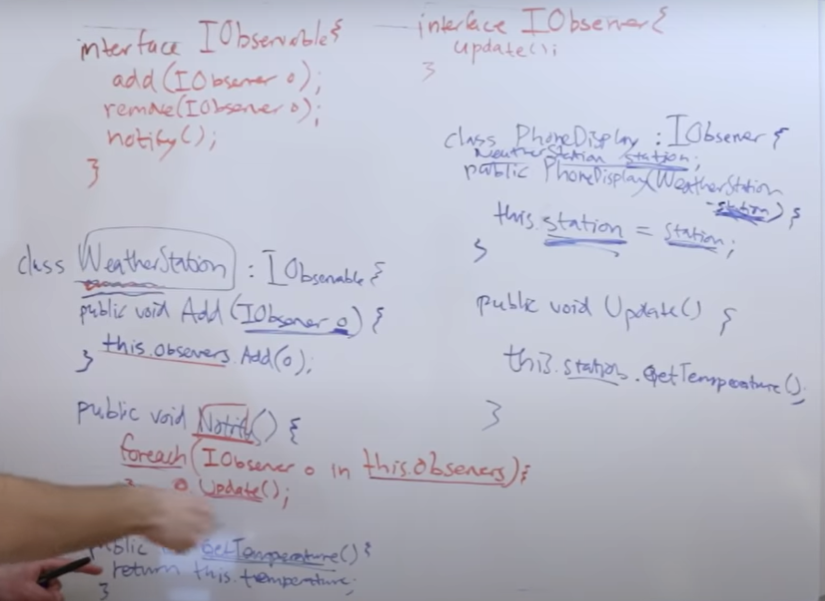 interface IObservable{
add(IObserver o);
remove(IObserver o);
notify();
}
interface IObserver{
update();
}
class WeatherStation : IObservable{
public void Add(IObserver o) {
this.observers.Add(o);
}
public void Notify() {
foreach(IObserver o in this.observers){
o.Update();
public getTemperature() {
return this.temperature;
}
class PhoneDisplay : IObserver {
WeatherStation station;
public PhoneDisplay(WeatherStation
station) {
this.station = station;
}
public void Update() {
this.station.getTemperature();
}